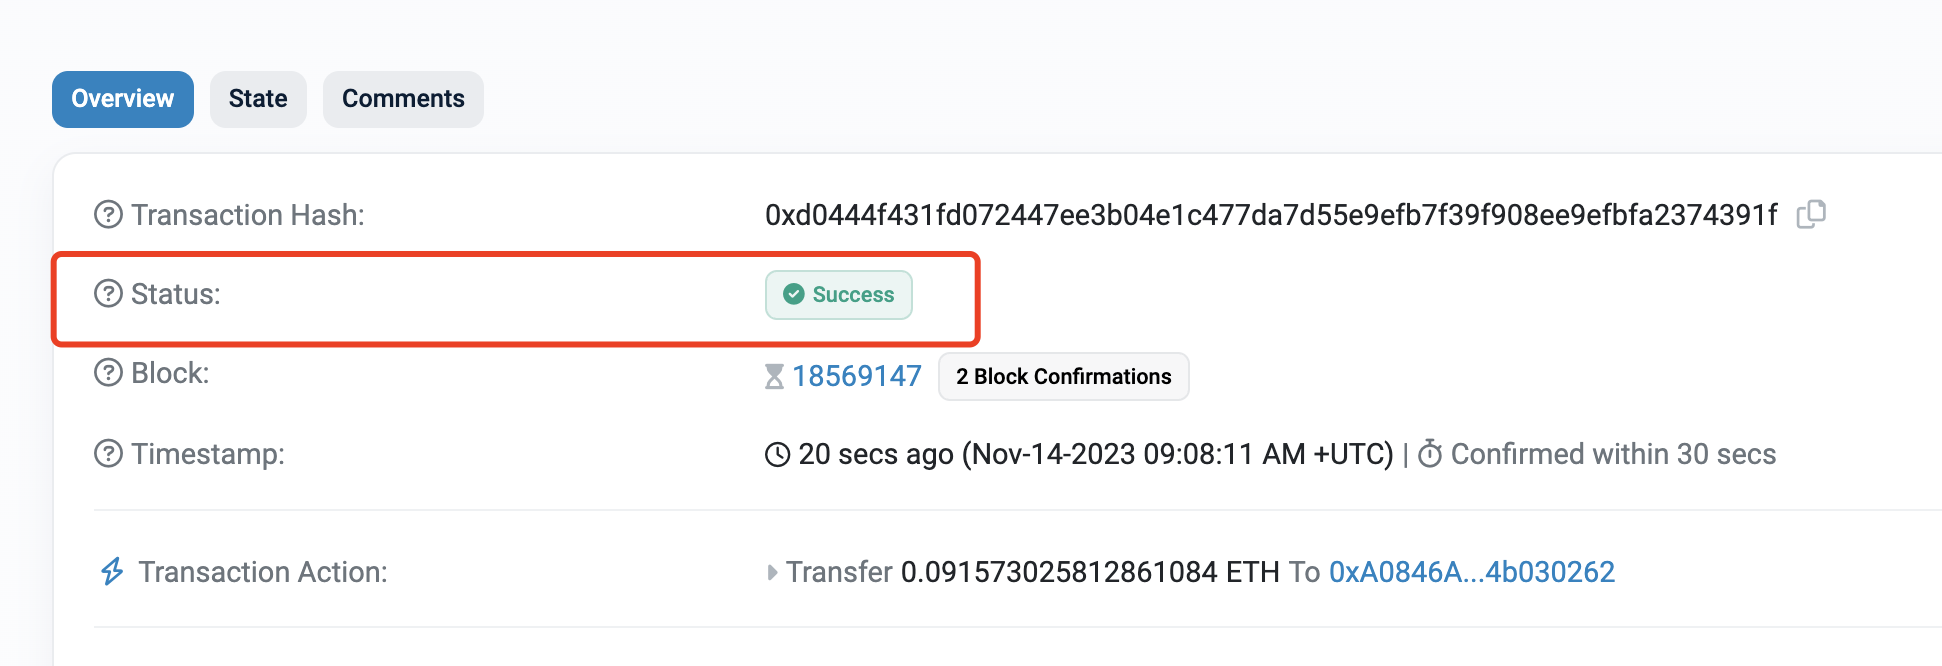 Overview State Comments
Transaction Hash: 0xd0444f431fd072447ee3b04e1c477da7d55e9efb7f39f908ee9efbfa2374391f
Status: Success
Block: 18569147 2 Block Confirmations
Timestamp: 20 secs ago (Nov-14-2023 09:08:11 AM +UTC) | Confirmed within 30 secs
Transaction Action: Transfer 0.091573025812861084 ETH To 0xA0846A...4b030262